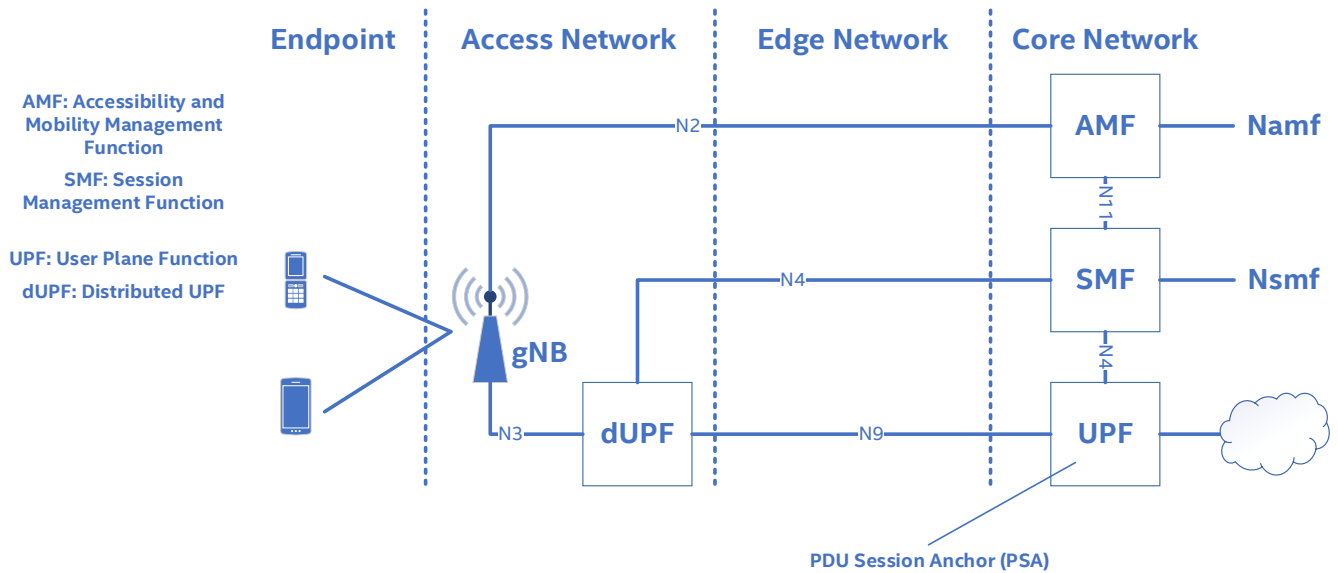 Endpoint
Access Network
Edge Network
Core Network
AMF: Accessibility and
Mobility Management
Function
SMF: Session
Management Function
UPF: User Plane Function
dUPF: Distributed UPF
N2
AMF
Namf
N11
N4
SMF
Nsmf
gNB
N4
N3
dUPF
N9
UPF
PDU Session Anchor (PSA)